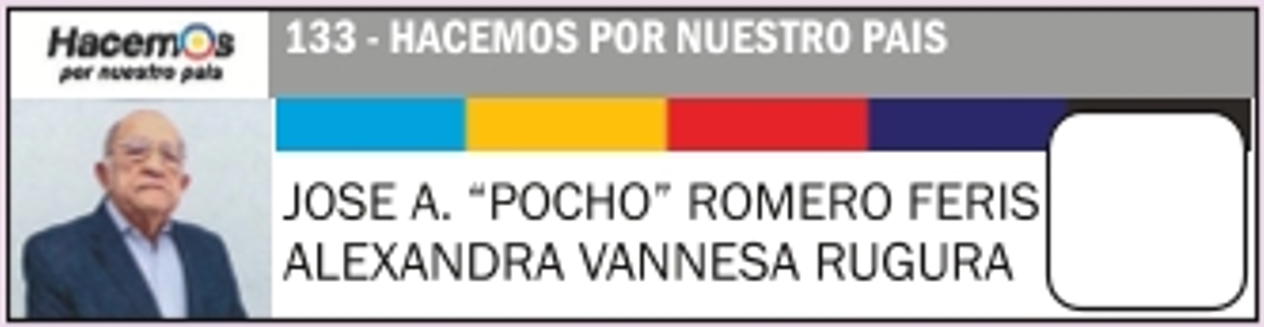 HacemOs
por nuestro país
133 - HACEMOS POR NUESTRO PAIS
JOSE A. “POCHO” ROMERO FERIS
ALEXANDRA VANNESA RUGURA